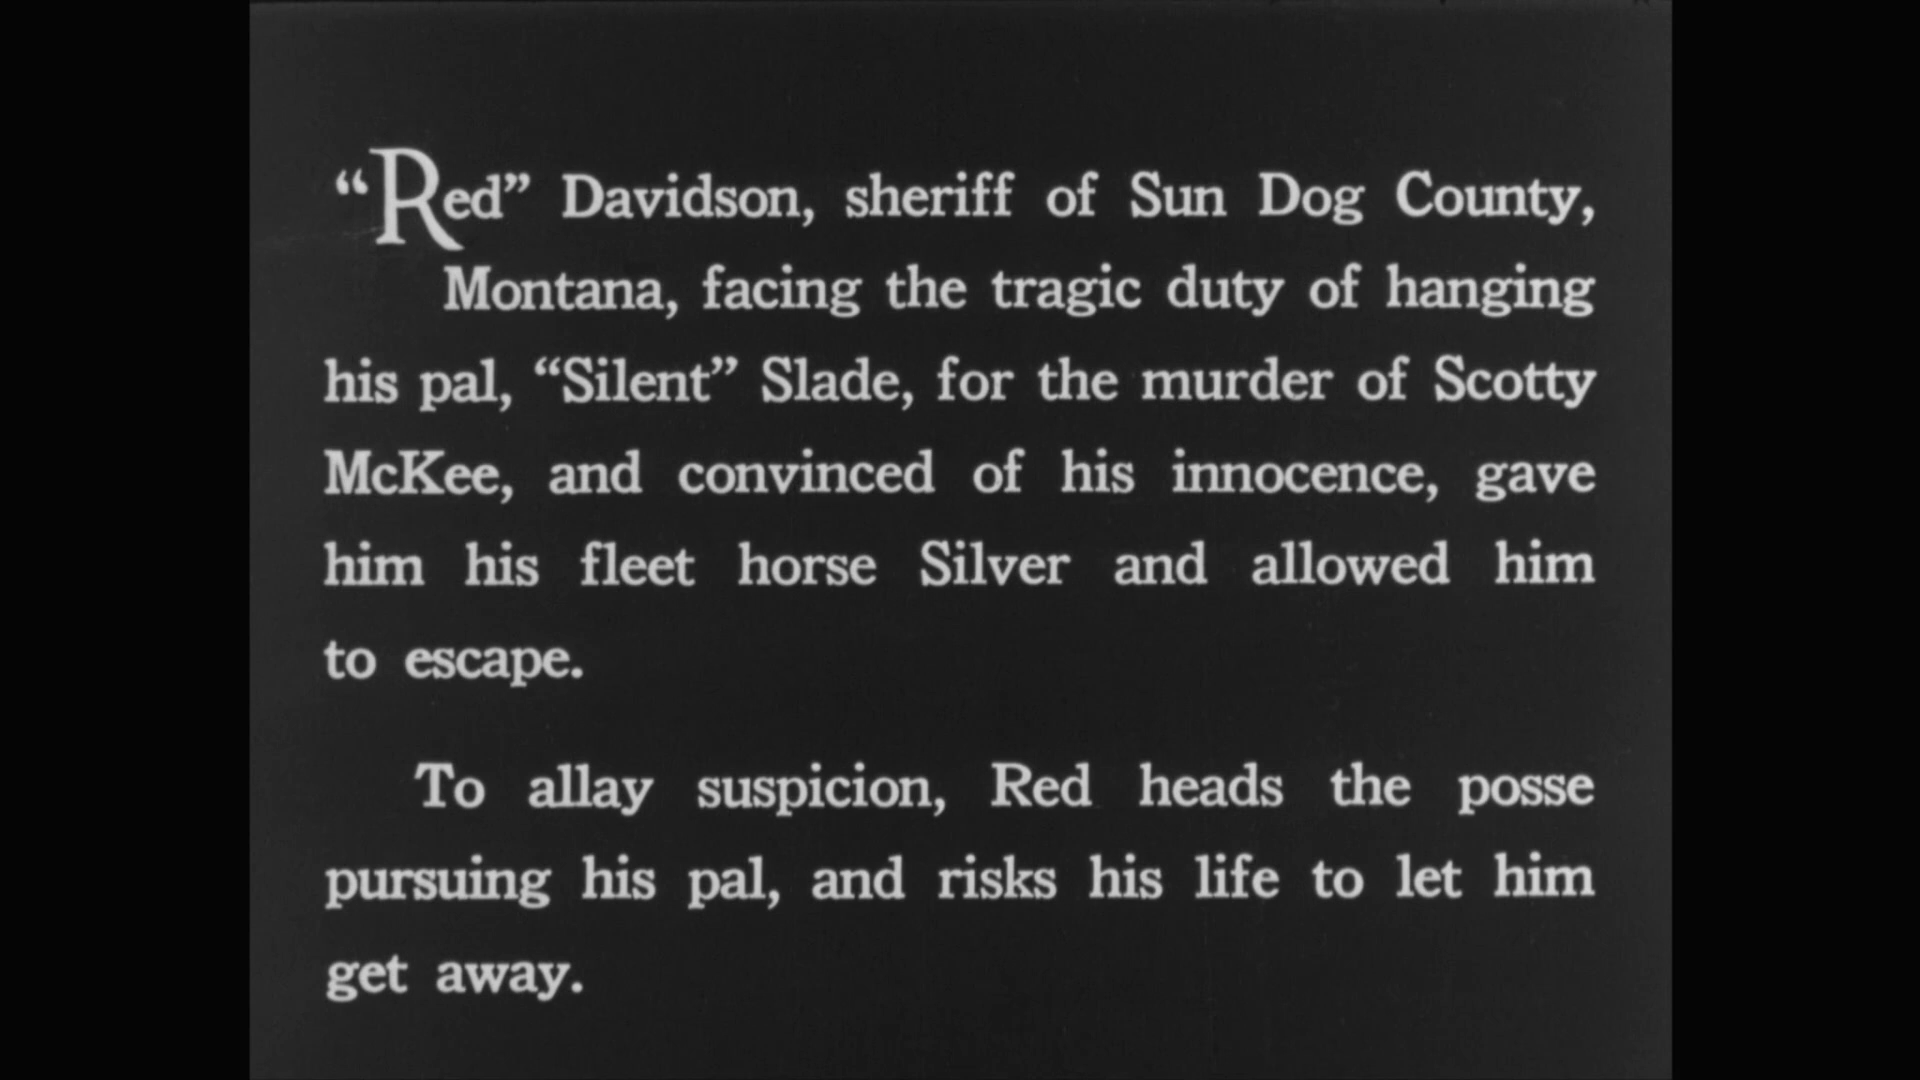 “Red” Davidson, sheriff of Sun Dog County,
Montana, facing the tragic duty of hanging
his pal, “Silent” Slade, for the murder of Scotty
McKee, and convinced of his innocence, gave
him his fleet horse Silver and allowed him
to escape.
To allay suspicion, Red heads the posse
pursuing his pal, and risks his life to let him
get away.